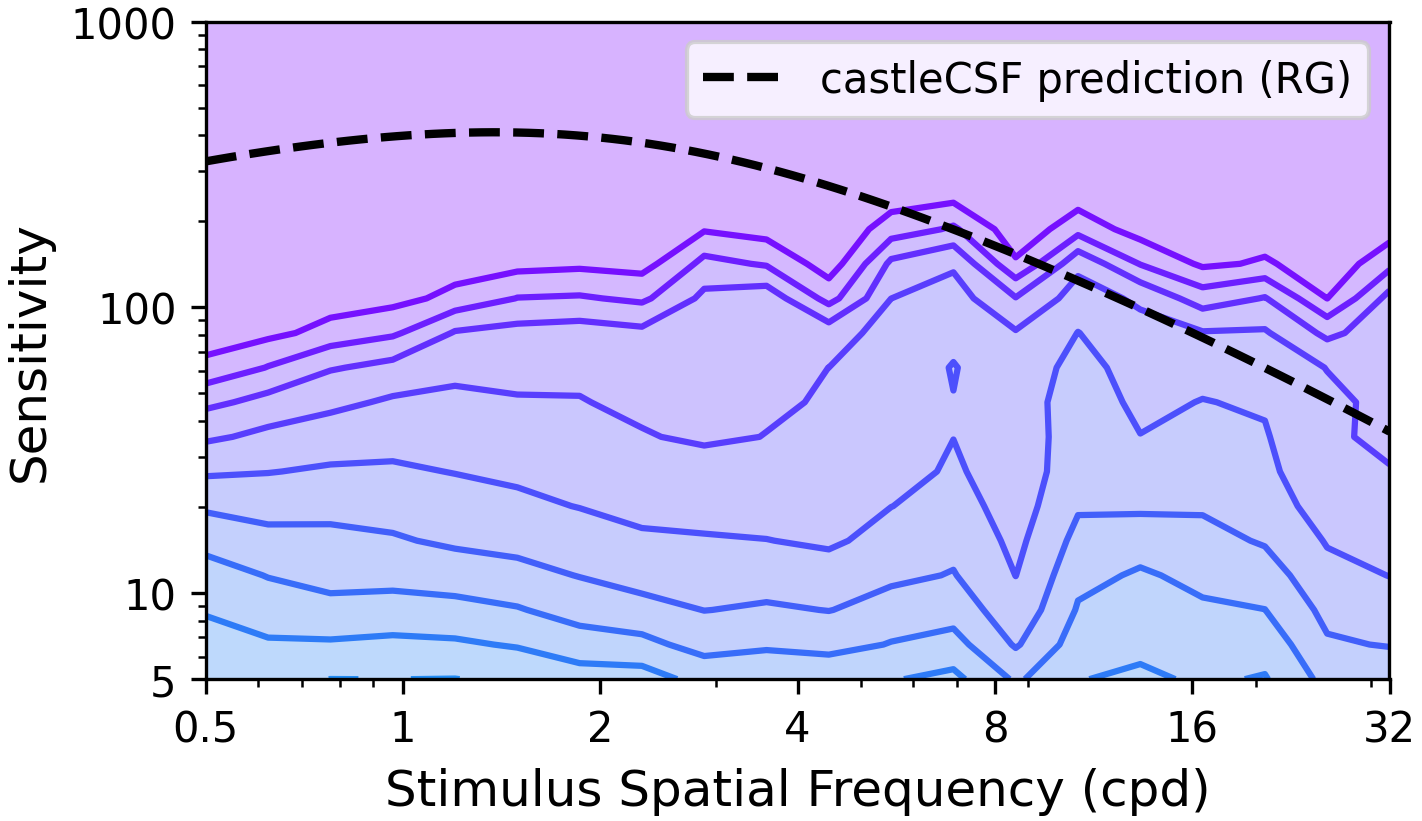 1000
castleCSF prediction (RG)
100
Sensitivity
10
5
0.5 1 2 4 8 16 32
Stimulus Spatial Frequency (cpd)